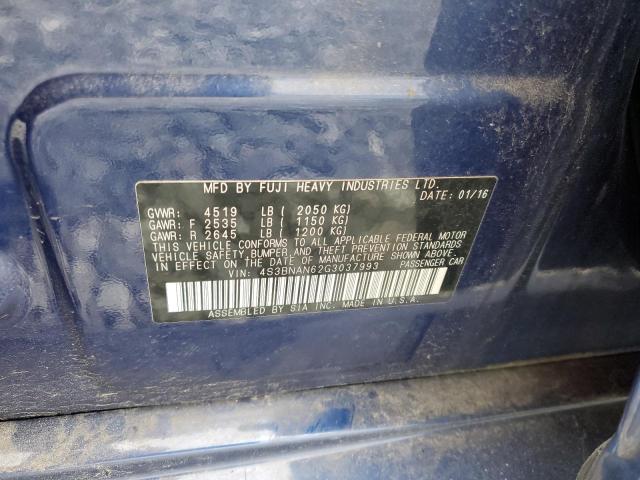 MFD BY FUJI HEAVY INDUSTRIES LTD.
DATE: 01/16
GVWR: 4519 LB ( 2050 KG)
GAWR: F 2535 LB ( 1150 KG)
GAWR: R 2645 LB ( 1200 KG)
THIS VEHICLE CONFORMS TO ALL APPLICABLE FEDERAL MOTOR
VEHICLE SAFETY, BUMPER, AND THEFT PREVENTION STANDARDS
IN EFFECT ON THE DATE OF MANUFACTURE SHOWN ABOVE.
VIN: 4S3BNAN62G3037993 PASSENGER CAR
ASSEMBLED BY SIA INC. MADE IN U.S.A.